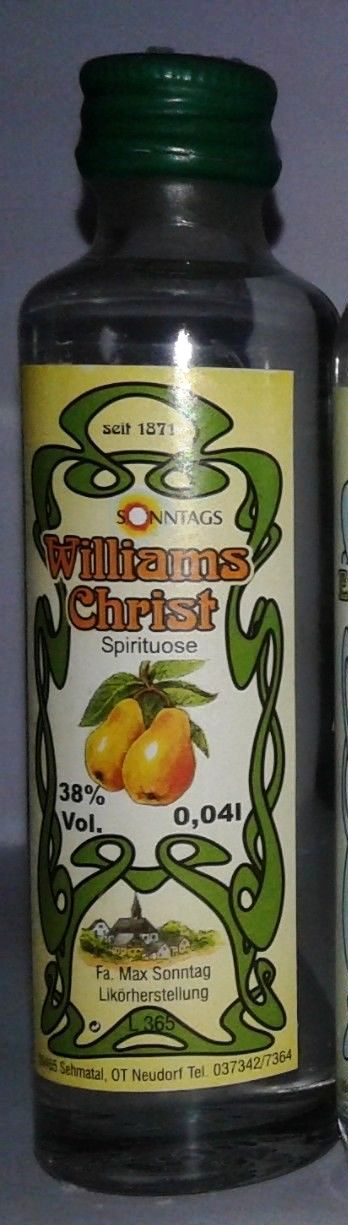 seit 1871
SONNTAGS
Williams
Christ
Spirituose
38%
Vol.
0,04l
Fa. Max Sonntag
Likörherstellung
L 365
Sehmatal, OT Neudorf Tel. 037342/7364